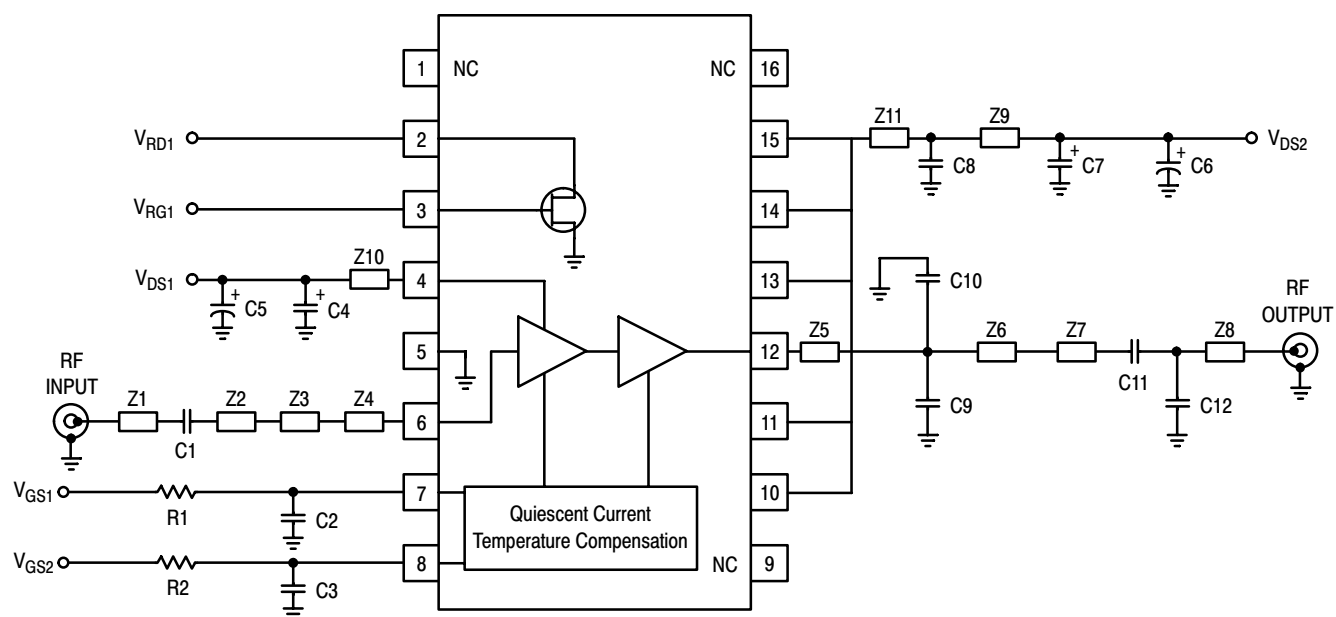 1 NC
NC 16
V_RD1
2
15
Z11
Z9
V_DS2
C8
+
C7
+
C6
V_RG1
3
14
V_DS1
Z10
4
13
C10
+
C5
+
C4
RF
OUTPUT
RF
INPUT
5
12
Z5
Z6
Z7
Z8
C11
Z1
Z2
Z3
Z4
C1
6
11
C9
C12
V_GS1
R1
7
10
C2
Quiescent Current
Temperature Compensation
V_GS2
R2
8
NC 9
C3